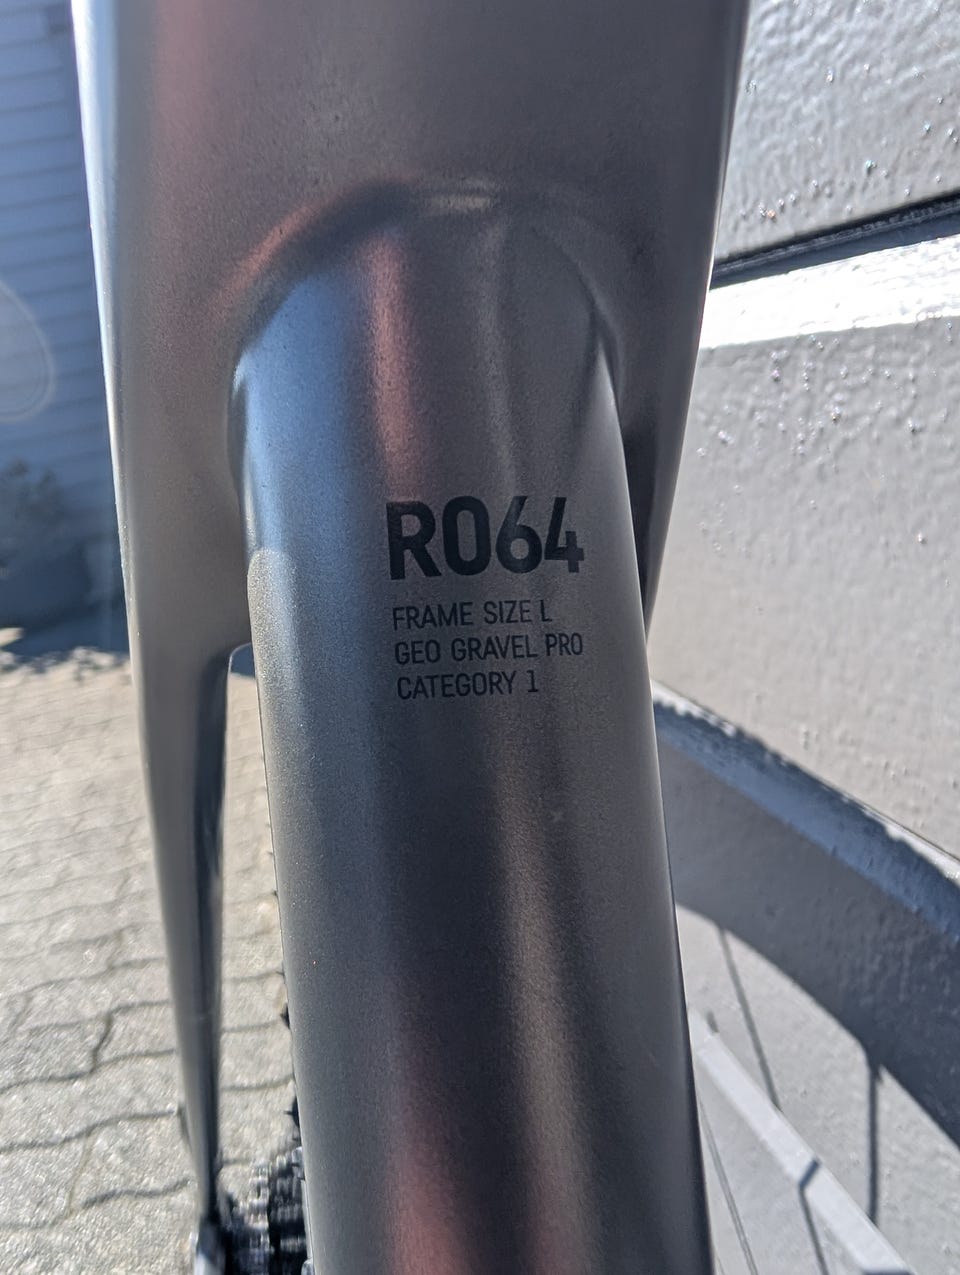 R064
FRAME SIZE L
GEO GRAVEL PRO
CATEGORY 1